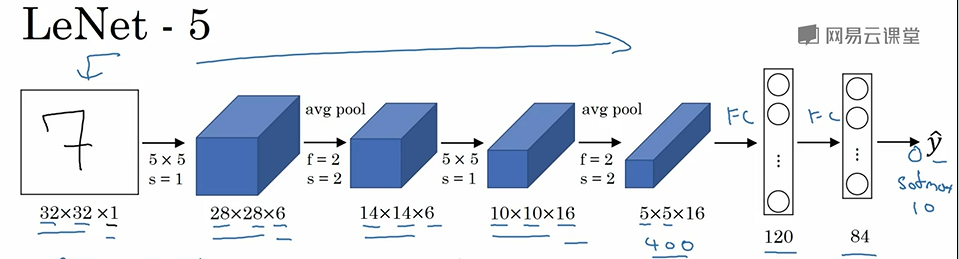 LeNet - 5
网易云课堂
7
32×32×1
5 × 5
s = 1
28×28×6
avg pool
f = 2
s = 2
14×14×6
5 × 5
s = 1
10×10×16
avg pool
f = 2
s = 2
5×5×16
400
FC
⋮
120
FC
⋮
84
ŷ
softmax
10